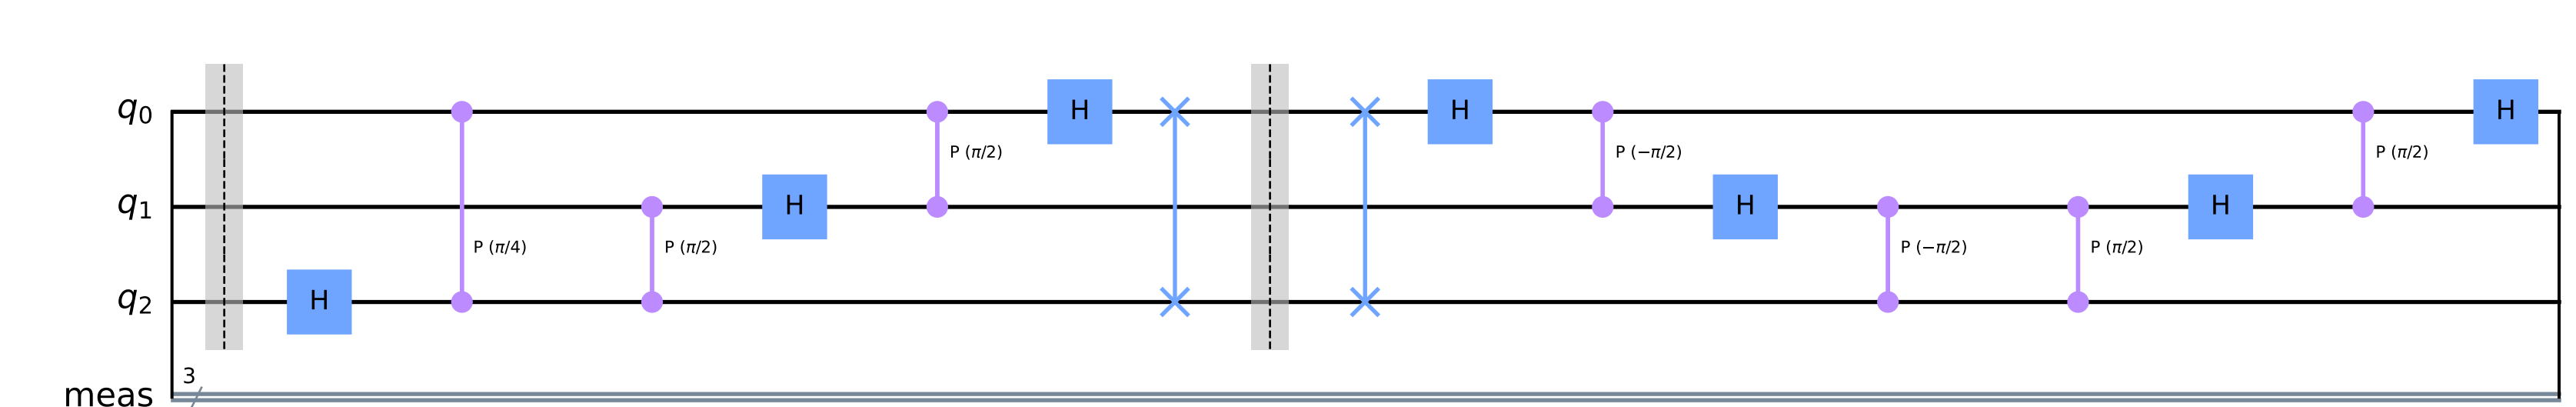 q0 H H H
P (π/2) P (−π/2) P (π/2)
q1 H H H
P (π/4) P (π/2) P (−π/2) P (π/2)
q2 H
3
meas